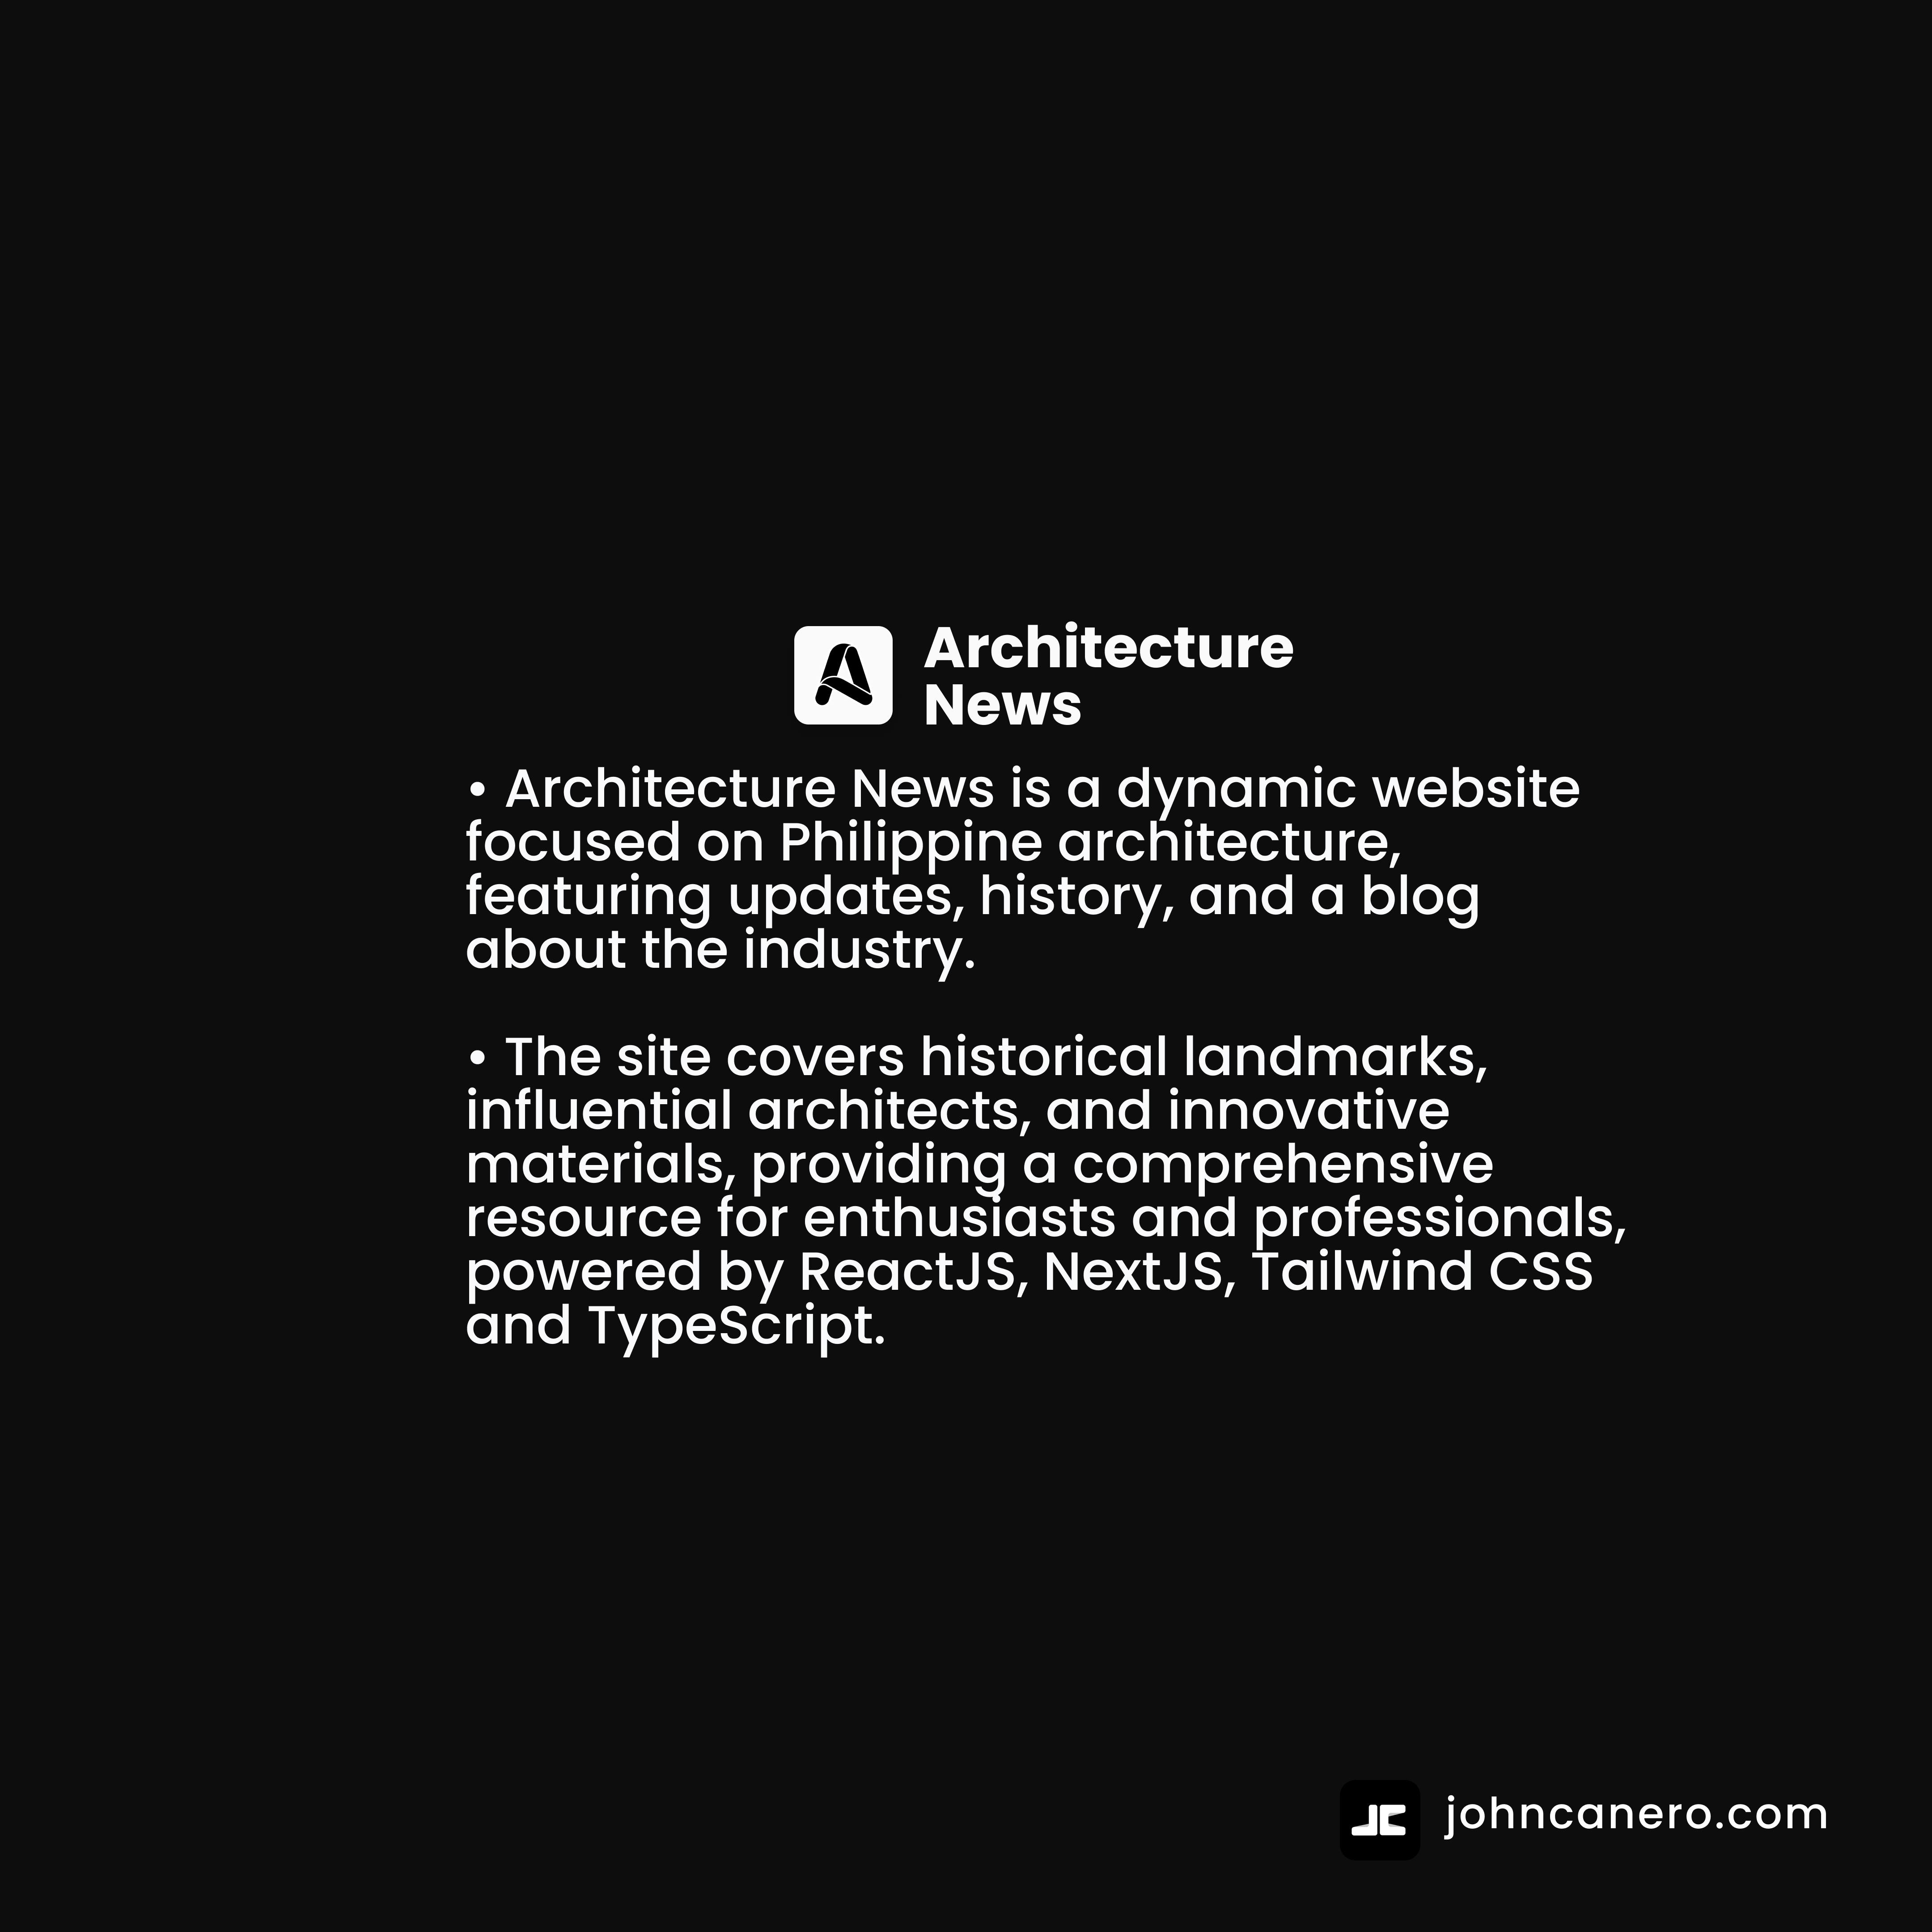 A
Architecture
News
• Architecture News is a dynamic website
focused on Philippine architecture,
featuring updates, history, and a blog
about the industry.
• The site covers historical landmarks,
influential architects, and innovative
materials, providing a comprehensive
resource for enthusiasts and professionals,
powered by ReactJS, NextJS, Tailwind CSS
and TypeScript.
JC johncanero.com